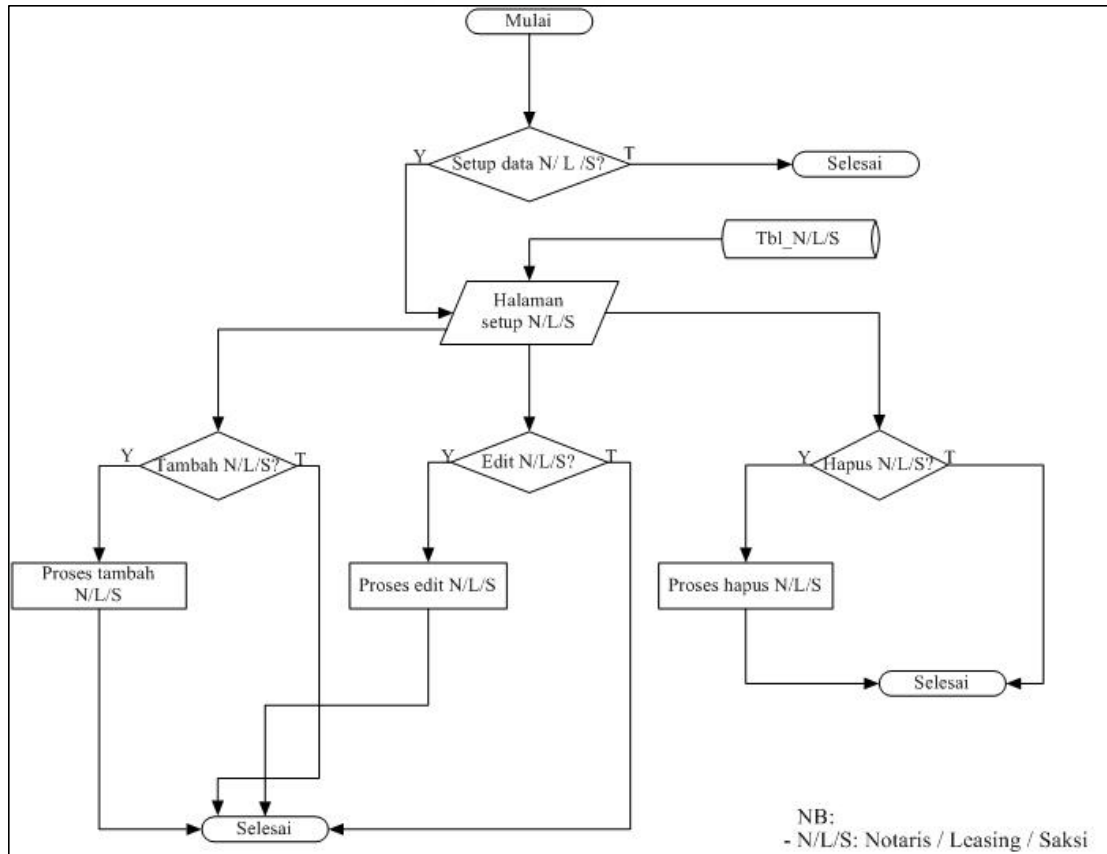 Mulai
Y
Setup data N/ L /S?
T
Selesai
Tbl_N/L/S
Halaman
setup N/L/S
Y
Tambah N/L/S?
T
Y
Edit N/L/S?
T
Y
Hapus N/L/S?
T
Proses tambah
N/L/S
Proses edit N/L/S
Proses hapus N/L/S
Selesai
Selesai
NB:
- N/L/S: Notaris / Leasing / Saksi